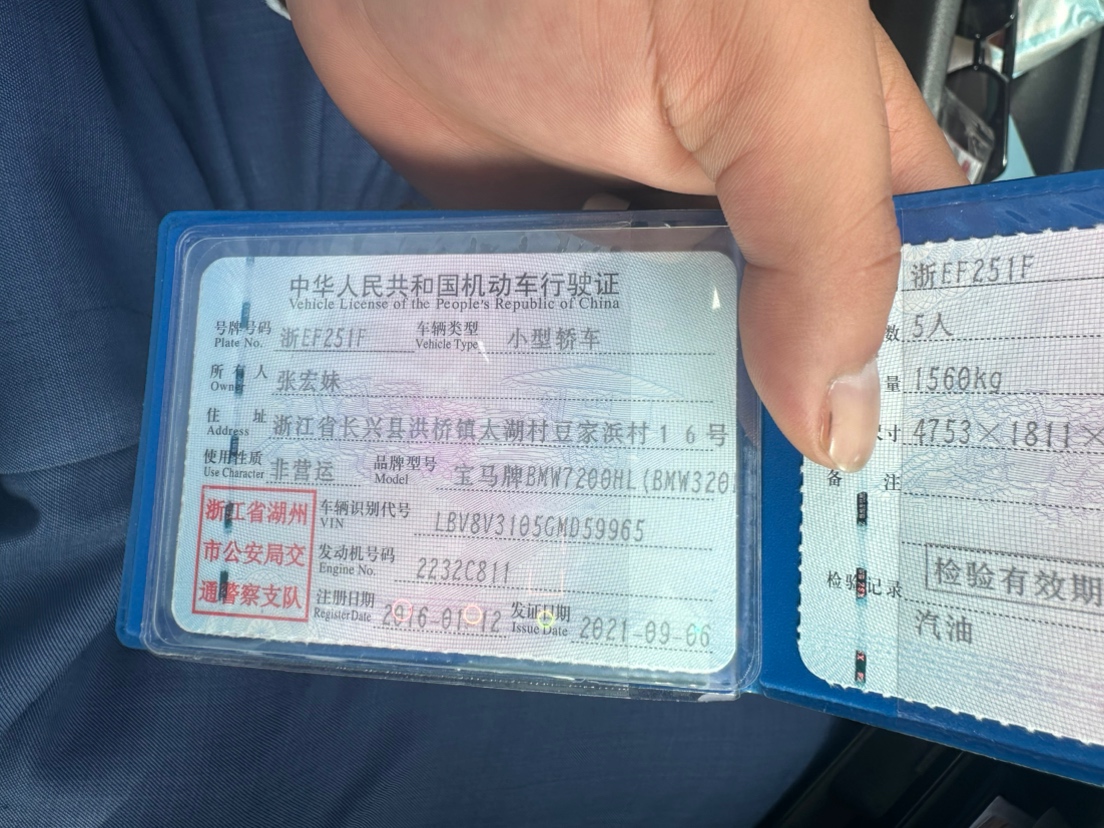 中华人民共和国机动车行驶证
Vehicle License of the People's Republic of China
号牌号码 浙EF251F 车辆类型 小型轿车
Plate No. Vehicle Type
所有人 张宏妹
Owner
住址 浙江省长兴县洪桥镇太湖村豆家浜村16号
Address
使用性质 非营运 品牌型号 宝马牌BMW7200HL(BMW320
Use Character Model
浙江省湖州
市公安局交
通警察支队
车辆识别代号 LBV8V3105GMD59965
VIN
发动机号码 2232C811
Engine No.
注册日期 2016-01-12 发证日期 2021-09-06
Register Date Issue Date
浙EF251F
数 5人
量 1560kg
寸 4753×1811×
备注
检验记录
检验有效期
汽油